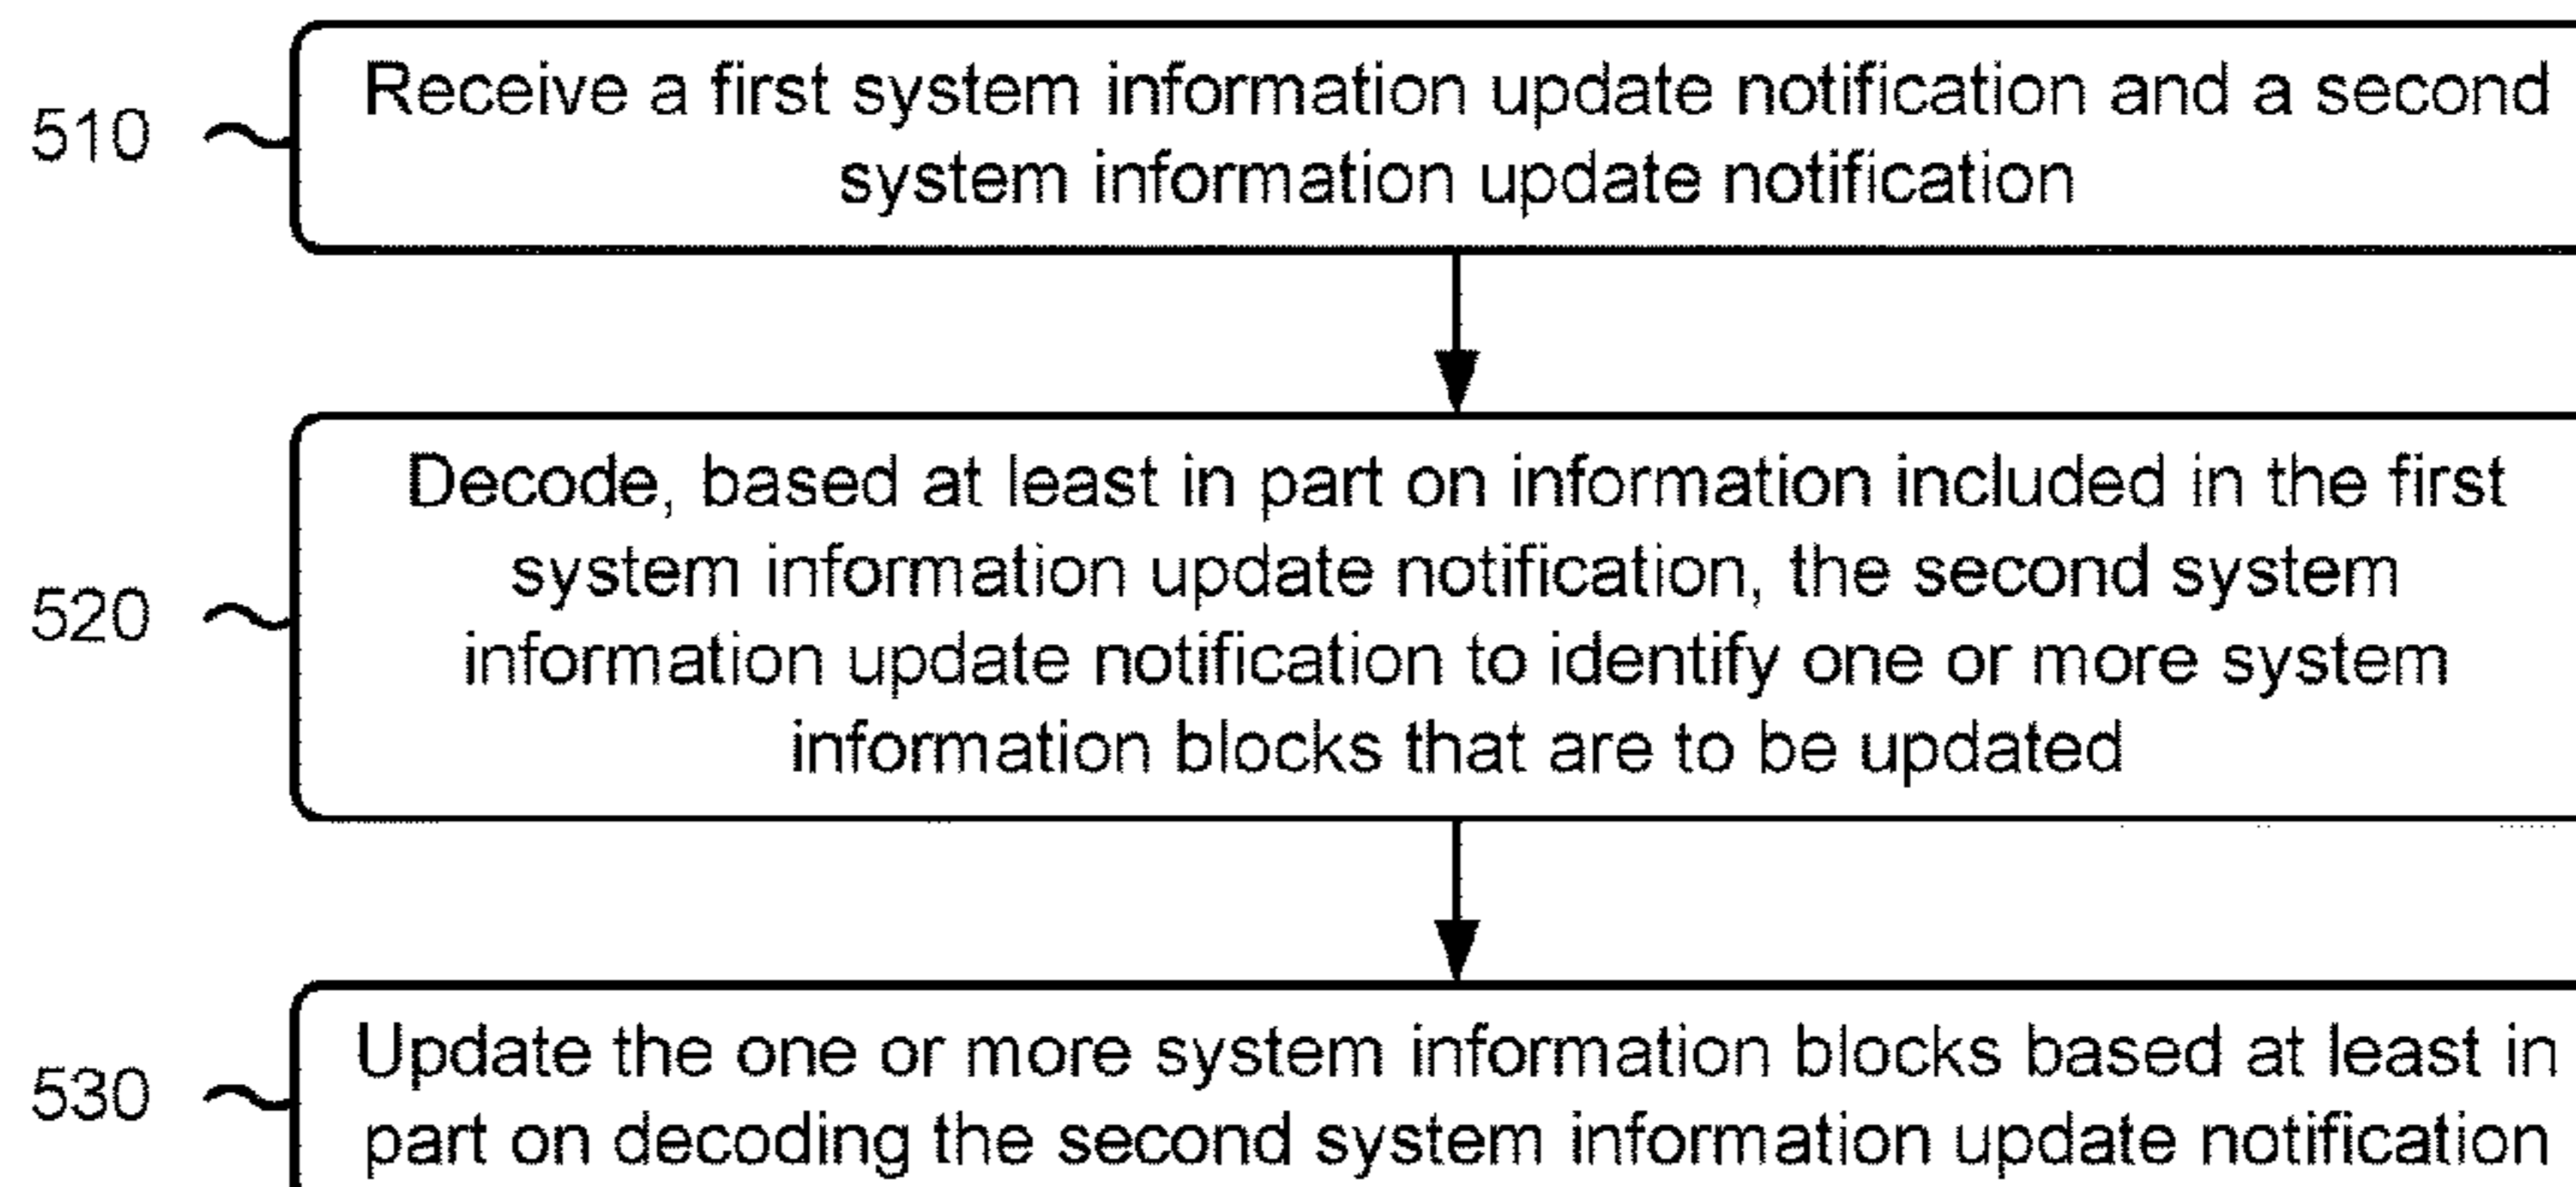 510
Receive a first system information update notification and a second
system information update notification
520
Decode, based at least in part on information included in the first
system information update notification, the second system
information update notification to identify one or more system
information blocks that are to be updated
530
Update the one or more system information blocks based at least in
part on decoding the second system information update notification